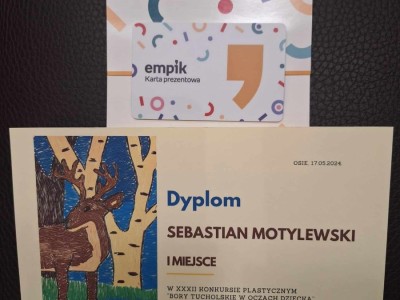 empik
Karta prezentowa
OSIE, 17.05.2024
Dyplom
SEBASTIAN MOTYLEWSKI
I MIEJSCE
W XXXII KONKURSIE PLASTYCZNYM
"BORY TUCHOLSKIE W OCZACH DZIECKA"